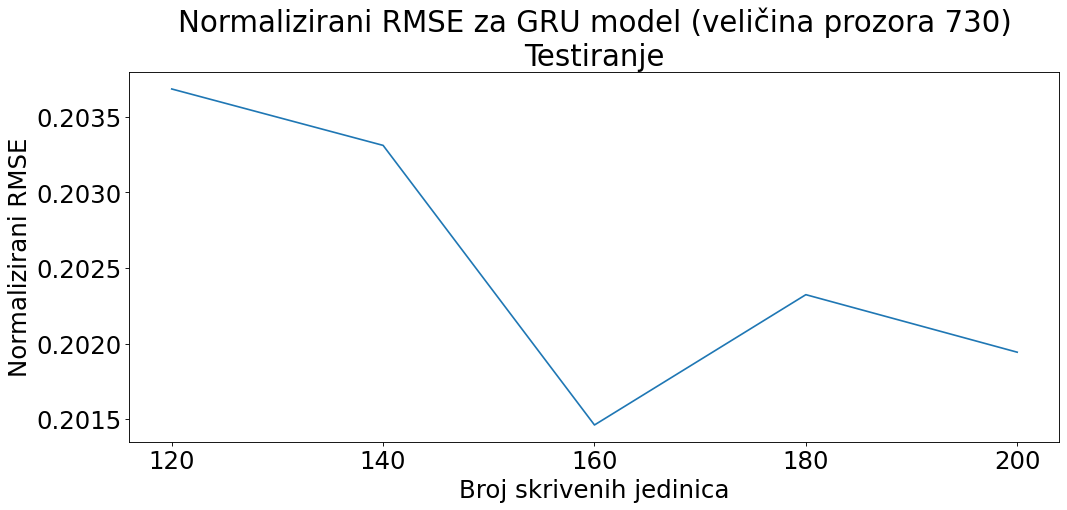 Normalizirani RMSE za GRU model (veličina prozora 730)
Testiranje
Normalizirani RMSE
0.2035
0.2030
0.2025
0.2020
0.2015
120 140 160 180 200
Broj skrivenih jedinica